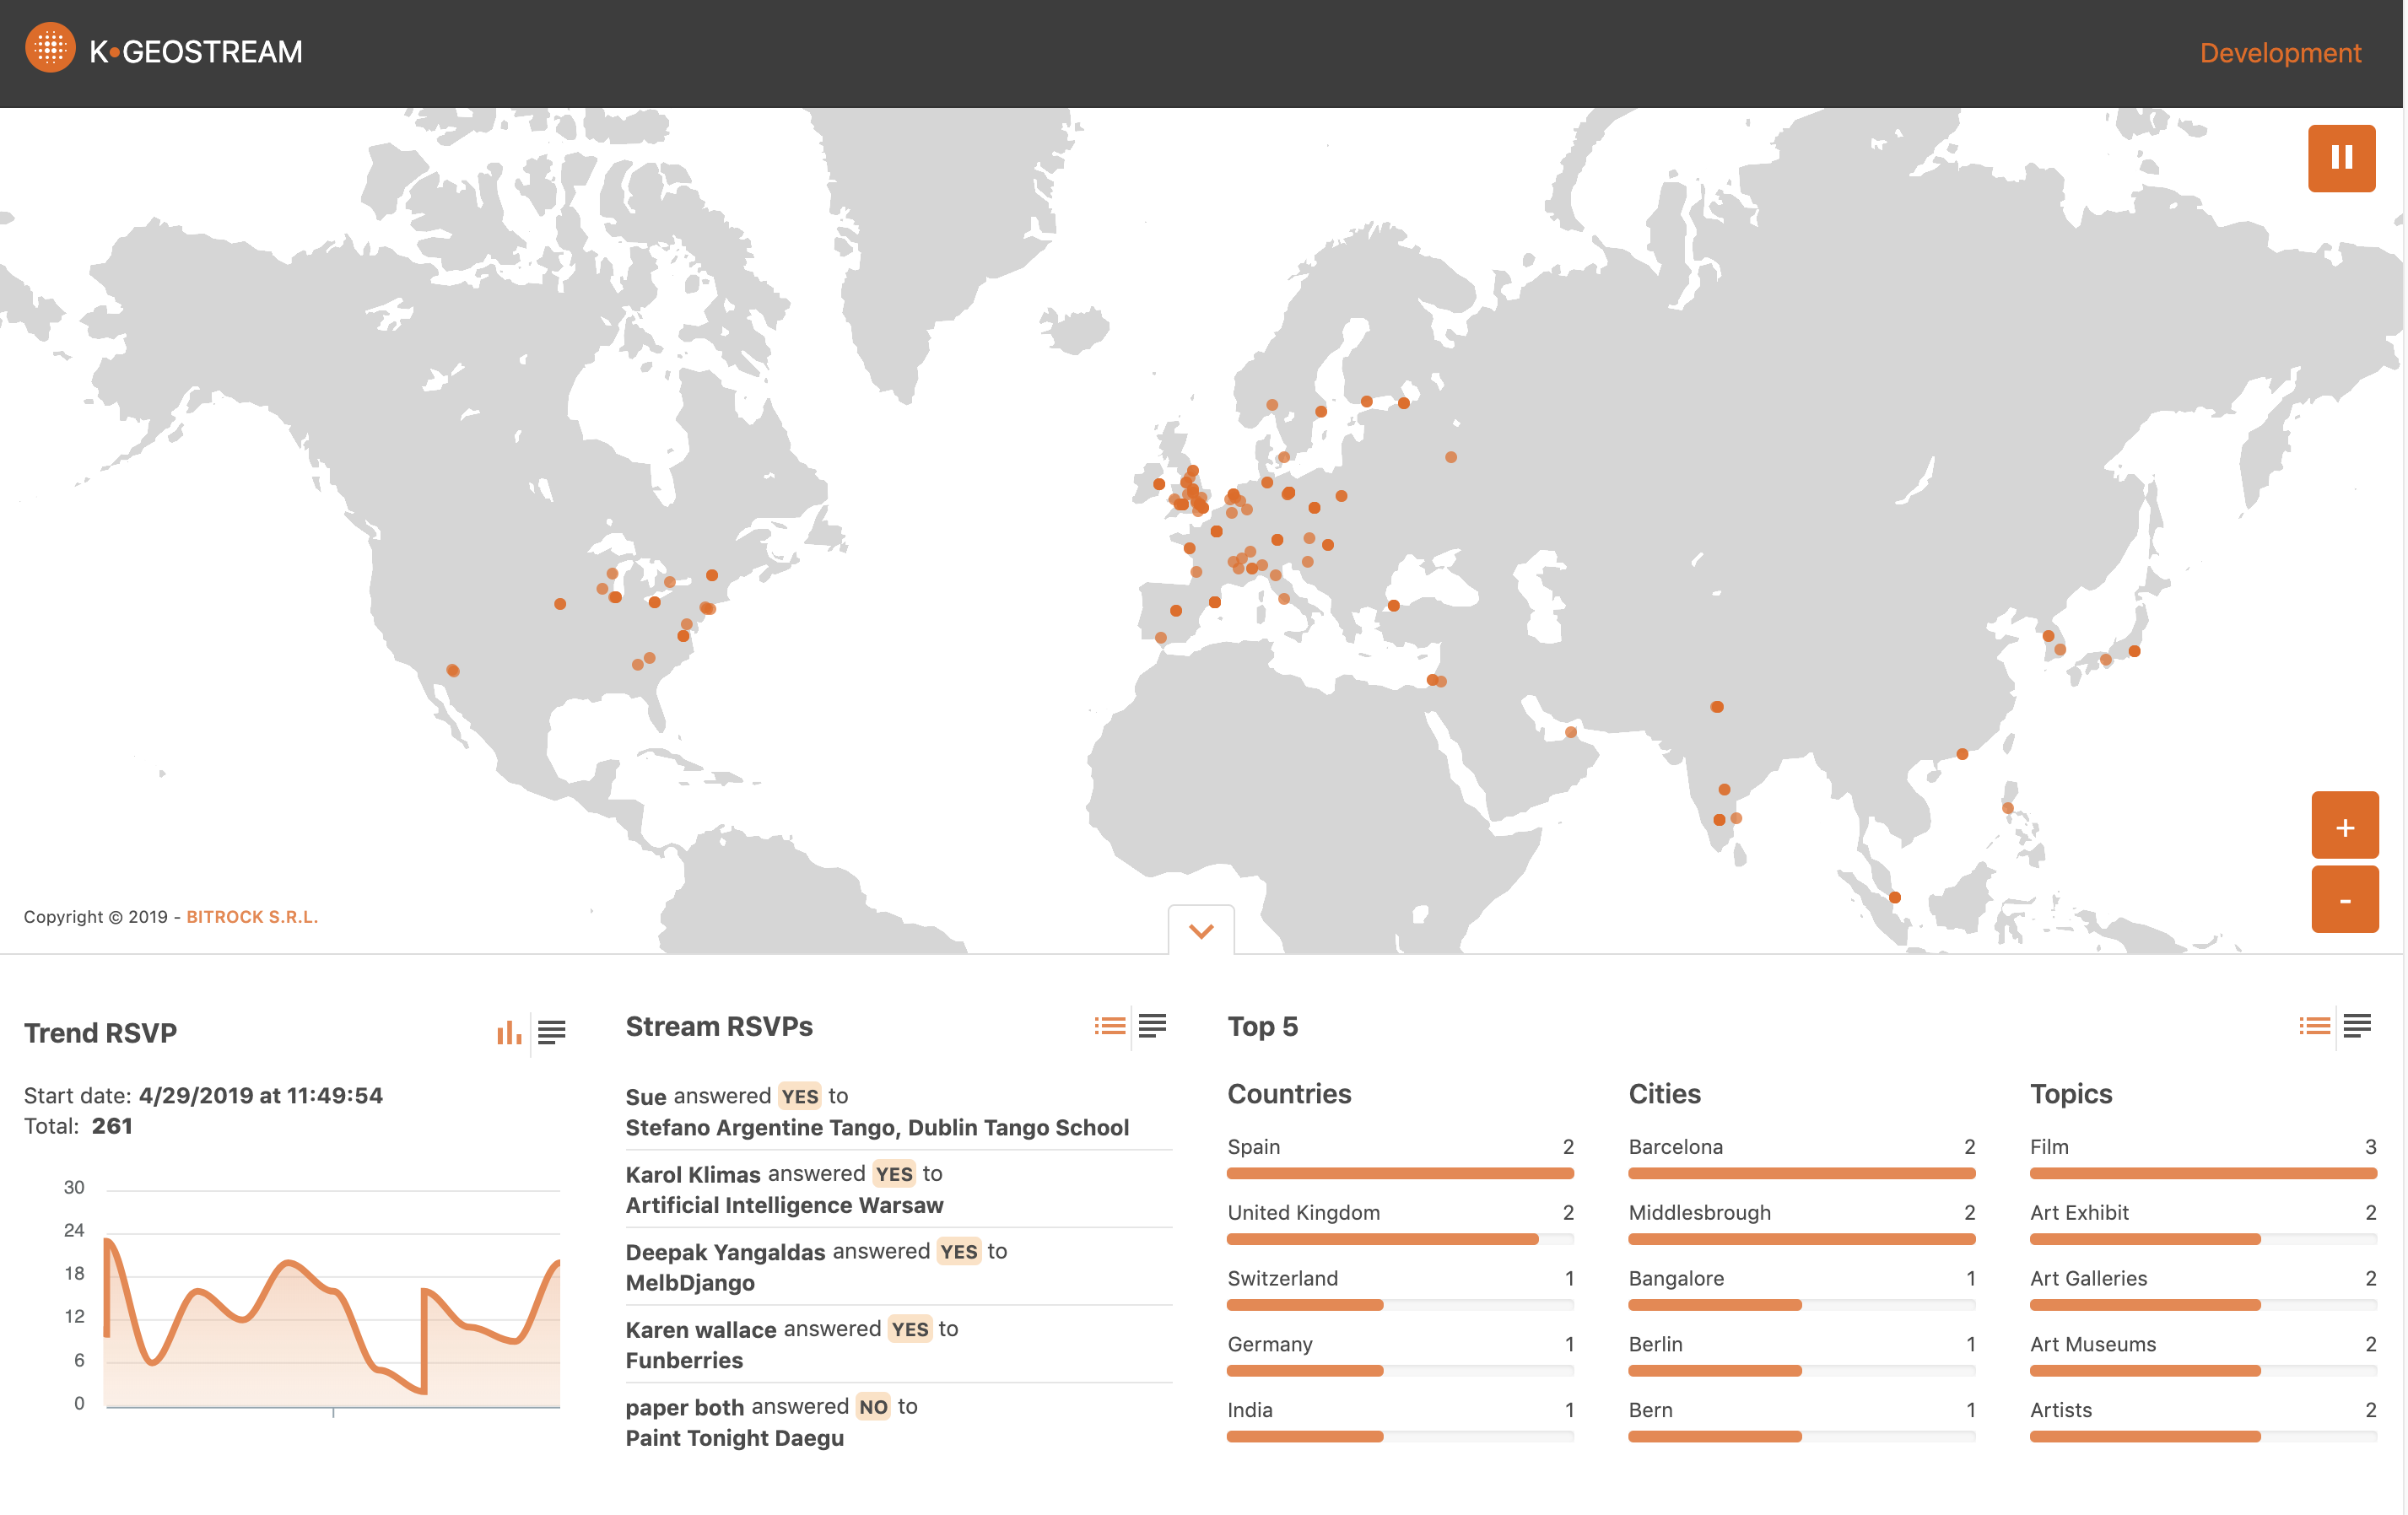 K•GEOSTREAM
Development
+
-
Copyright © 2019 - BITROCK S.R.L.
Trend RSVP
Start date: 4/29/2019 at 11:49:54
Total: 261
30
24
18
12
6
0
Stream RSVPs
Sue answered YES to
Stefano Argentine Tango, Dublin Tango School
Karol Klimas answered YES to
Artificial Intelligence Warsaw
Deepak Yangaldas answered YES to
MelbDjango
Karen wallace answered YES to
Funberries
paper both answered NO to
Paint Tonight Daegu
Top 5
Countries
Spain 2
United Kingdom 2
Switzerland 1
Germany 1
India 1
Cities
Barcelona 2
Middlesbrough 2
Bangalore 1
Berlin 1
Bern 1
Topics
Film 3
Art Exhibit 2
Art Galleries 2
Art Museums 2
Artists 2